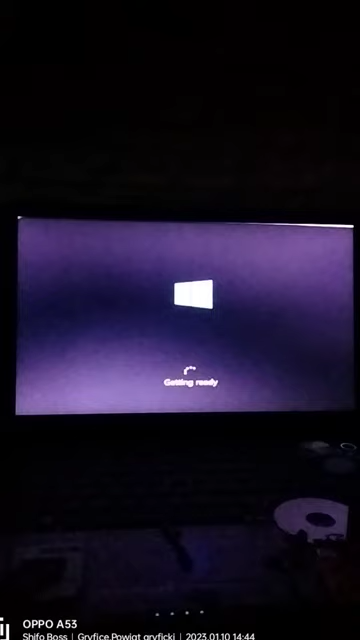 Getting ready
OPPO A53
Shifo Boss | Gryfice,Powiat gryficki | 2023.01.10 14:44